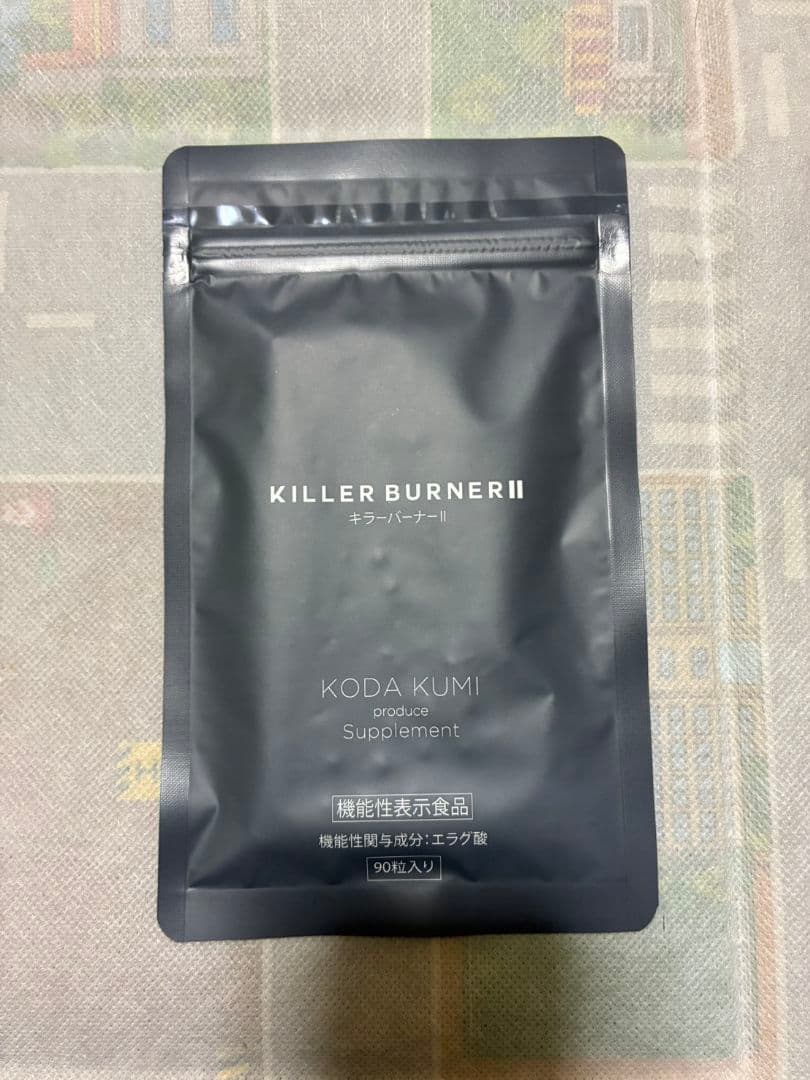 KILLER BURNERⅡ
キラーバーナーⅡ
KODA KUMI
produce
Supplement
機能性表示食品
機能性関与成分：エラグ酸
90粒入り